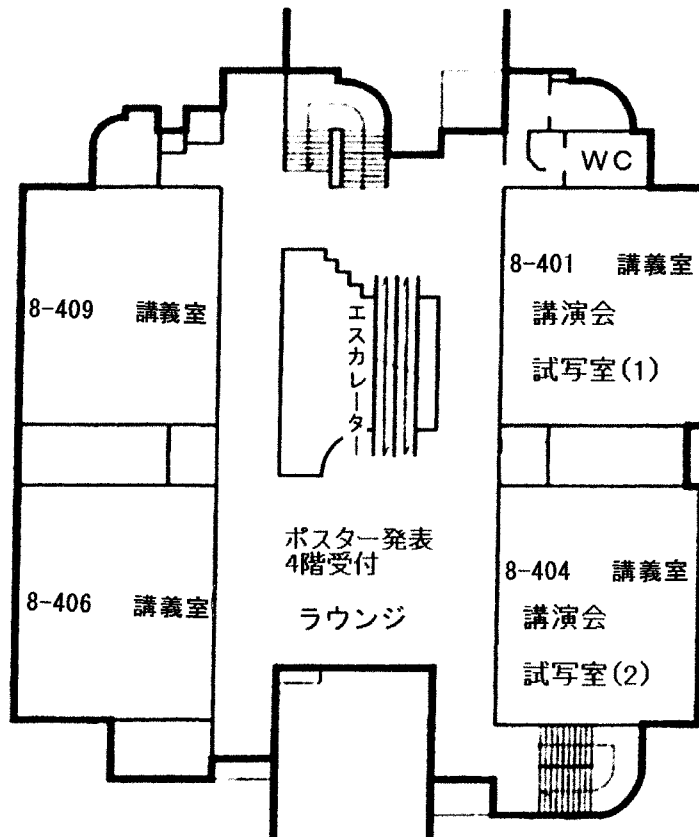 WC
8-401 講義室
講演会
試写室(1)
8-409 講義室
エスカレーター
ポスター発表
4階受付
ラウンジ
8-404 講義室
講演会
試写室(2)
8-406 講義室